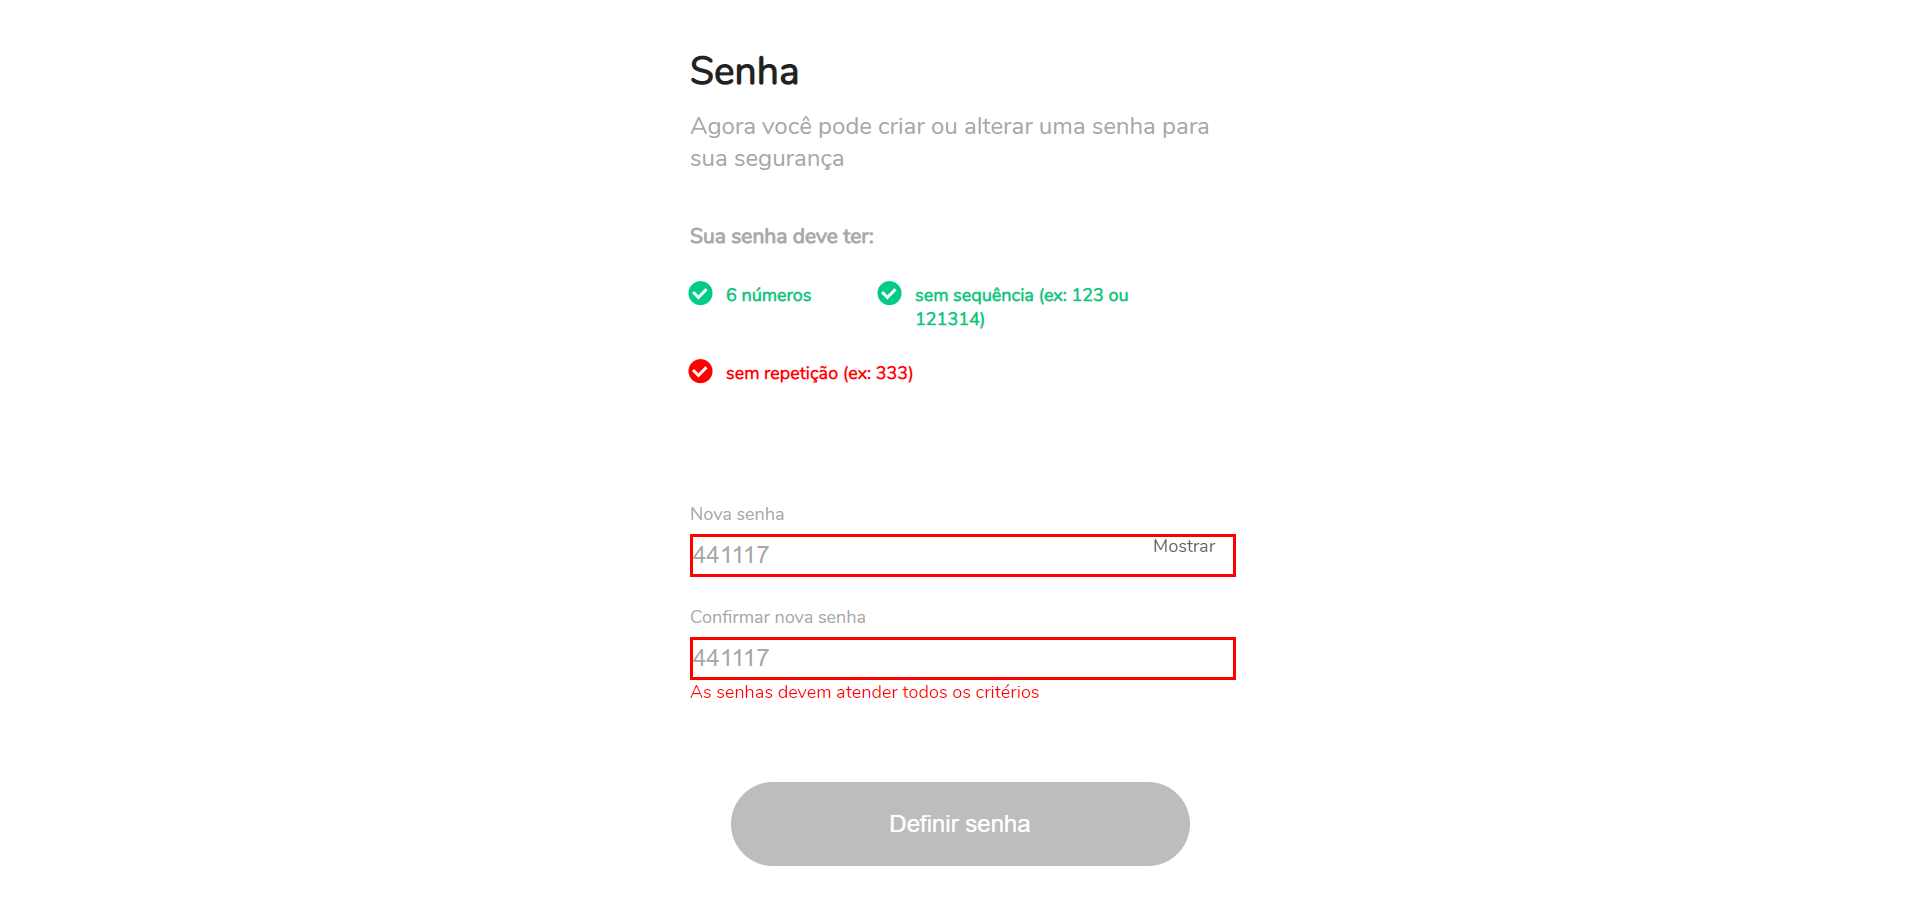 Senha
Agora você pode criar ou alterar uma senha para
sua segurança
Sua senha deve ter:
6 números
sem sequência (ex: 123 ou
121314)
sem repetição (ex: 333)
Nova senha
441117
Mostrar
Confirmar nova senha
441117
As senhas devem atender todos os critérios
Definir senha